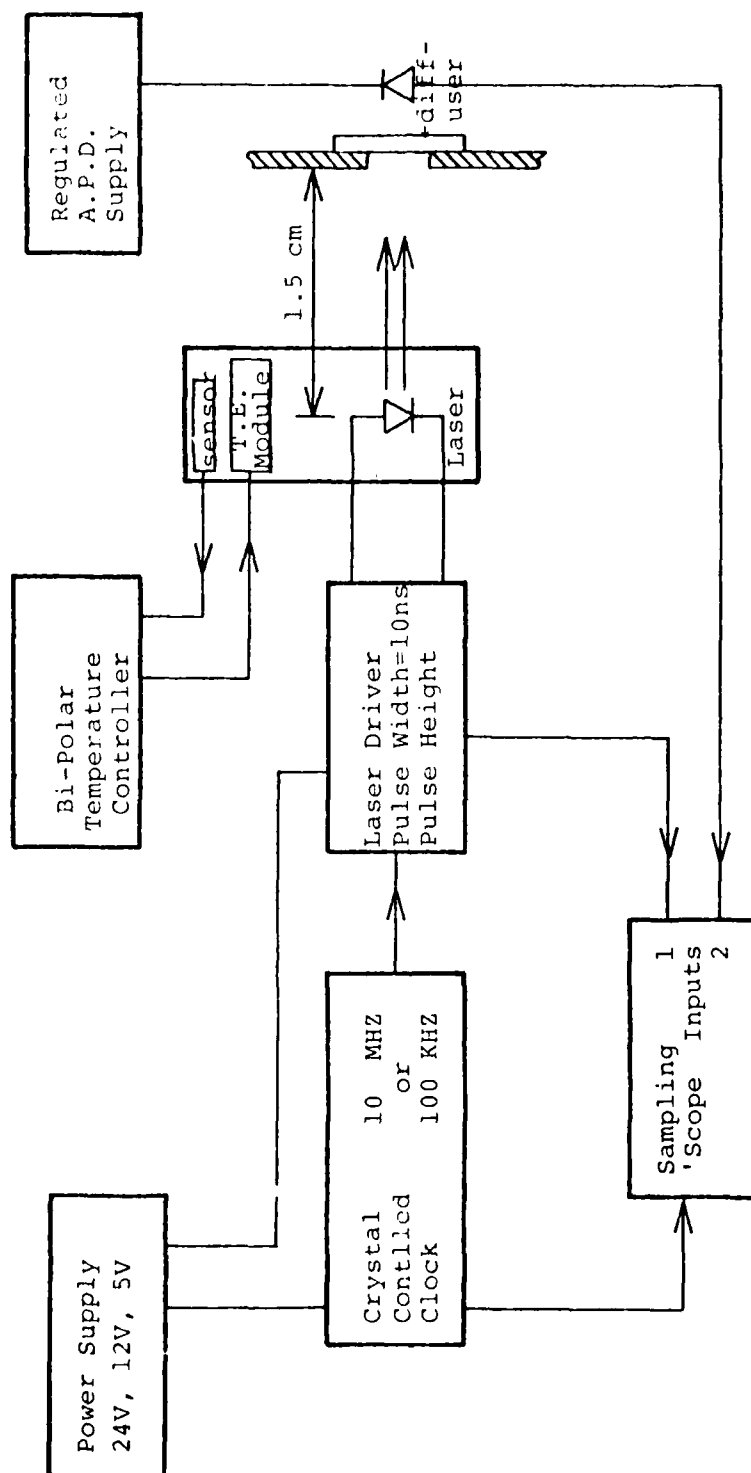 Power Supply
24V, 12V, 5V
Bi-Polar
Temperature
Controller
Regulated
A.P.D.
Supply
sensor
T.E.
Module
1.5 cm
diff-
user
Laser
Crystal
Contlled
Clock
10 MHZ
or
100 KHZ
Laser Driver
Pulse Width=10ns
Pulse Height
Sampling
'Scope Inputs
1
2